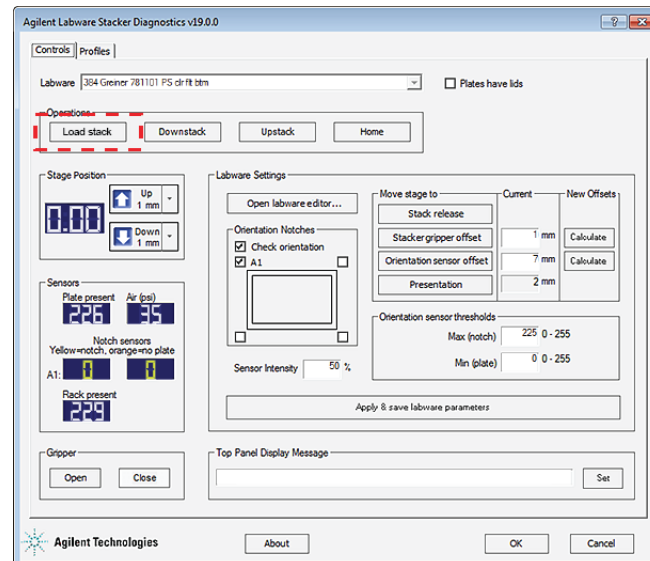 Agilent Labware Stacker Diagnostics v19.0.0
Controls Profiles
Labware 384 Greiner 781101 PS clr flt btm Plates have lids
Operations
Load stack Downstack Upstack Home
Stage Position
0.00
Up
1 mm
Down
1 mm
Sensors
Plate present Air (psi)
226 35
Notch sensors
Yellow=notch, orange=no plate
A1: 0 0
Rack present
229
Labware Settings
Open labware editor...
Orientation Notches
Check orientation
A1
Sensor Intensity 50 %
Move stage to Current New Offsets
Stack release
Stacker gripper offset 1 mm Calculate
Orientation sensor offset 7 mm Calculate
Presentation 2 mm
Orientation sensor thresholds
Max (notch) 225 0 - 255
Min (plate) 0 0 - 255
Apply & save labware parameters
Gripper
Open Close
Top Panel Display Message
Set
Agilent Technologies About OK Cancel